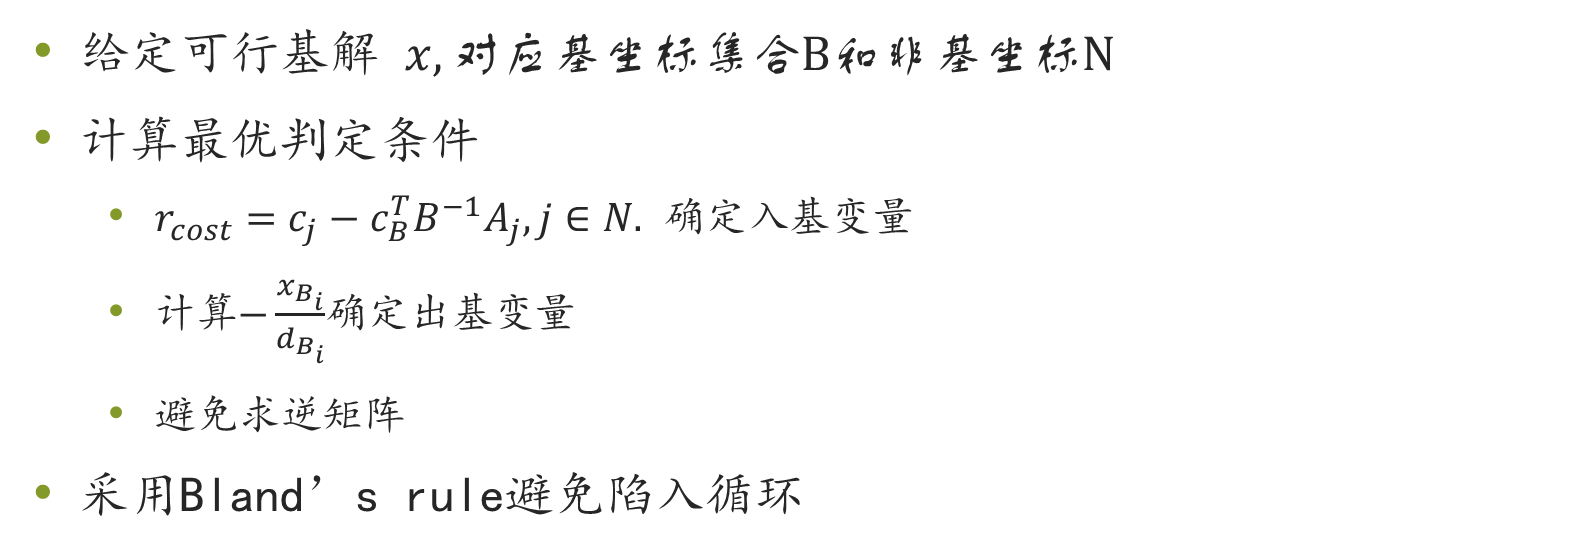 • 给定可行基解 x,对应基坐标集合B和非基坐标N
• 计算最优判定条件
• r_{cost} = c_j − c_B^T B^{−1} A_j, j ∈ N. 确定入基变量
• 计算−\frac{x_{B_i}}{d_{B_i}}确定出基变量
• 避免求逆矩阵
• 采用Bland’s rule避免陷入循环